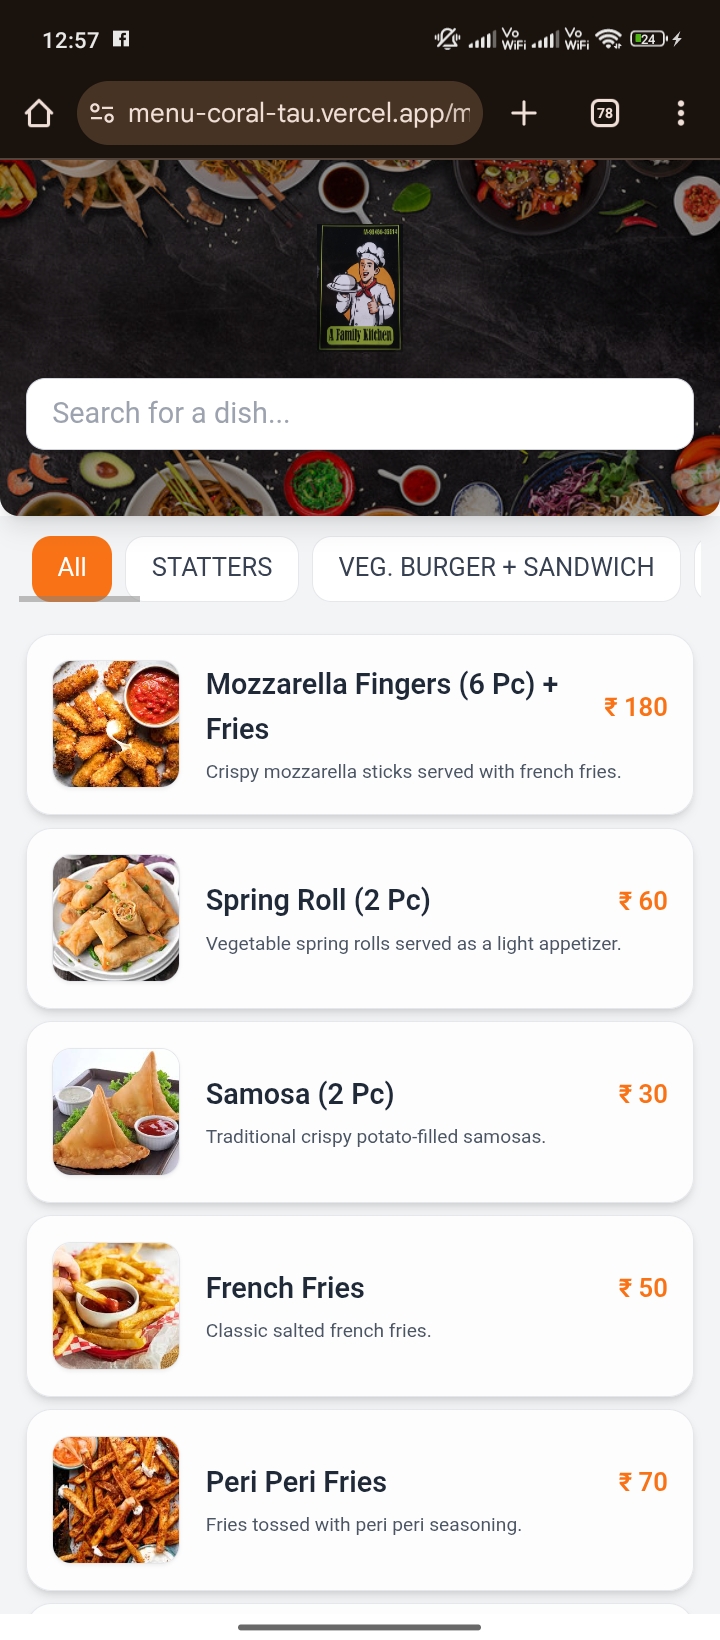 12:57
Vo WiFi
Vo WiFi
24
menu-coral-tau.vercel.app/m
78
A Family Kitchen
Search for a dish...
All
STATTERS
VEG. BURGER + SANDWICH
Mozzarella Fingers (6 Pc) +
Fries
₹ 180
Crispy mozzarella sticks served with french fries.
Spring Roll (2 Pc)
₹ 60
Vegetable spring rolls served as a light appetizer.
Samosa (2 Pc)
₹ 30
Traditional crispy potato-filled samosas.
French Fries
₹ 50
Classic salted french fries.
Peri Peri Fries
₹ 70
Fries tossed with peri peri seasoning.